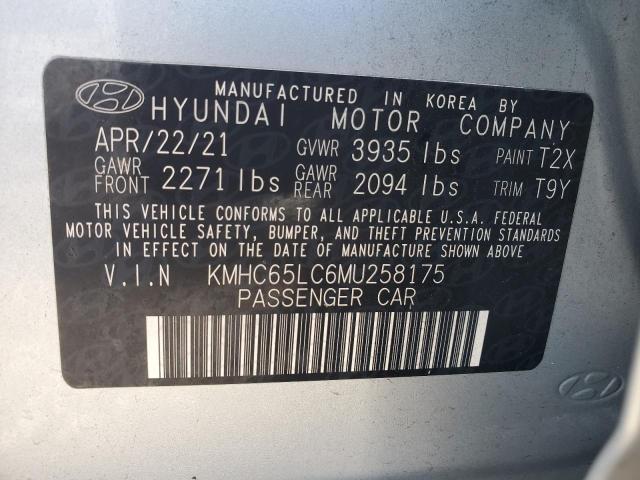 MANUFACTURED IN KOREA BY
HYUNDAI MOTOR COMPANY
APR/22/21 GVWR 3935 lbs PAINT T2X
GAWR FRONT 2271 lbs GAWR REAR 2094 lbs TRIM T9Y
THIS VEHICLE CONFORMS TO ALL APPLICABLE U.S.A. FEDERAL
MOTOR VEHICLE SAFETY, BUMPER, AND THEFT PREVENTION STANDARDS
IN EFFECT ON THE DATE OF MANUFACTURE SHOWN ABOVE
V.I.N KMHC65LC6MU258175
PASSENGER CAR